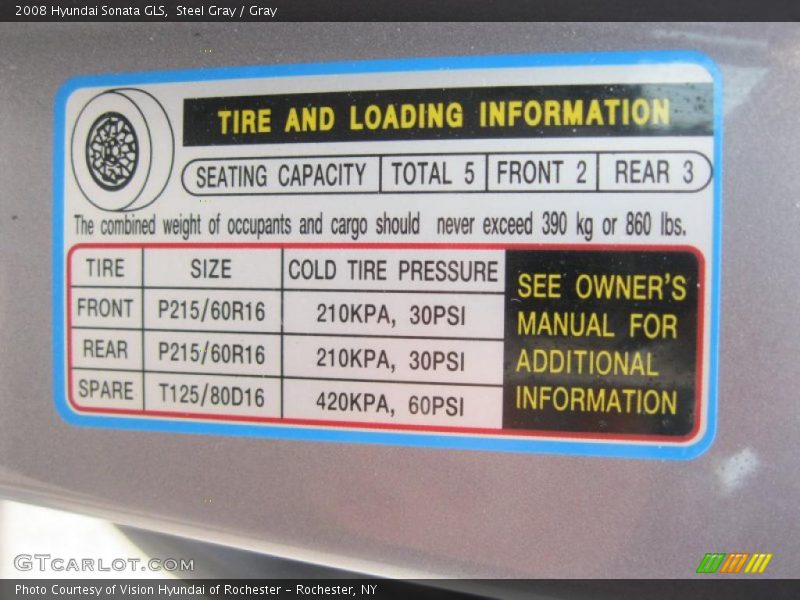 2008 Hyundai Sonata GLS, Steel Gray / Gray
TIRE AND LOADING INFORMATION
SEATING CAPACITY TOTAL 5 FRONT 2 REAR 3
The combined weight of occupants and cargo should never exceed 390 kg or 860 lbs.
TIRE SIZE COLD TIRE PRESSURE
FRONT P215/60R16 210KPA, 30PSI
REAR P215/60R16 210KPA, 30PSI
SPARE T125/80D16 420KPA, 60PSI
SEE OWNER'S
MANUAL FOR
ADDITIONAL
INFORMATION
GTCarLot.com
Photo Courtesy of Vision Hyundai of Rochester - Rochester, NY